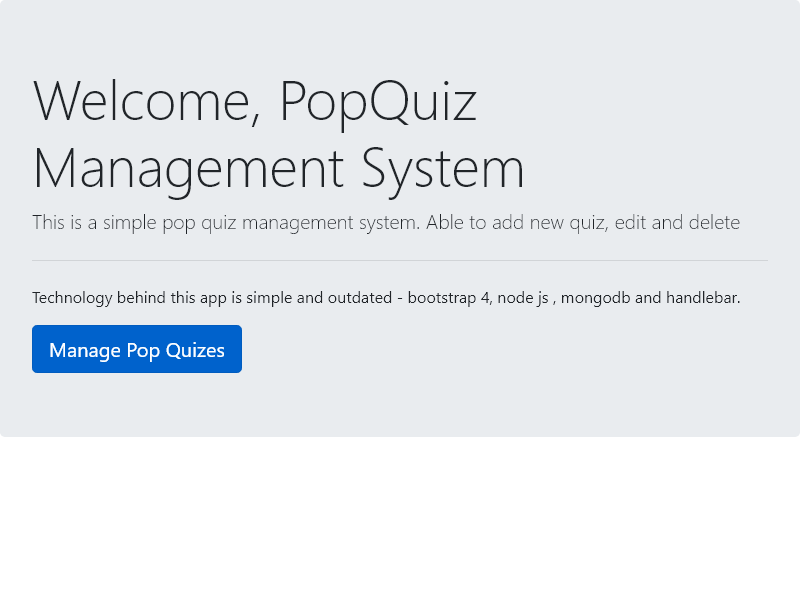 Welcome, PopQuiz
Management System
This is a simple pop quiz management system. Able to add new quiz, edit and delete
Technology behind this app is simple and outdated - bootstrap 4, node js , mongodb and handlebar.
Manage Pop Quizes